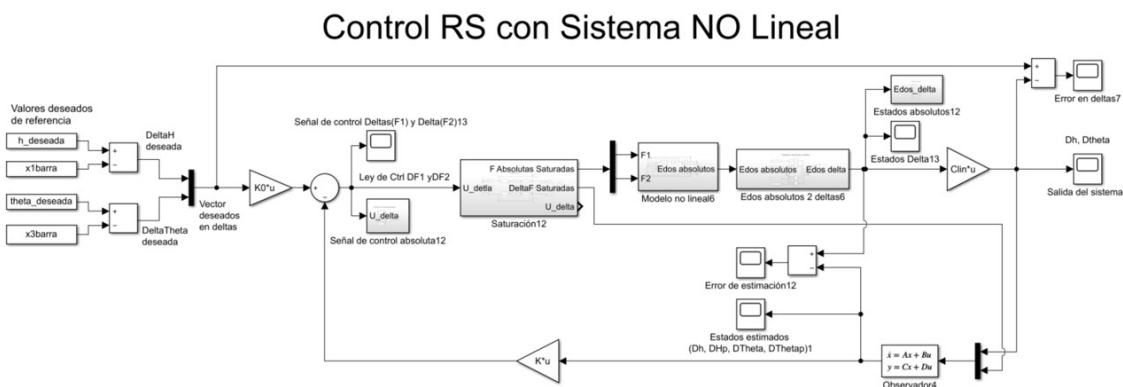 Control RS con Sistema NO Lineal
Valores deseados
de referencia
h_deseada
x1barra
theta_deseada
x3barra
+
−
DeltaH
deseada
+
−
DeltaTheta
deseada
Vector
deseados
en deltas
K0*u
+
−
Señal de control Deltas(F1) y Delta(F2)13
Ley de Ctrl DF1 yDF2
U_delta
Señal de control absoluta12
U_detla
F Absolutas Saturadas
DeltaF Saturadas
U_delta
Saturación12
F1
F2
Edos absolutos
Modelo no lineal6
Edos absolutos
Edos delta
Edos absolutos 2 deltas6
Edos_delta
Estados absolutos12
Estados Delta13
Clin*u
+
−
Error en deltas7
Dh, Dtheta
Salida del sistema
+
−
Error de estimación12
Estados estimados
(Dh, DHp, DTheta, DThetap)1
K*u
ẋ = Ax + Bu
y = Cx + Du
Observador4